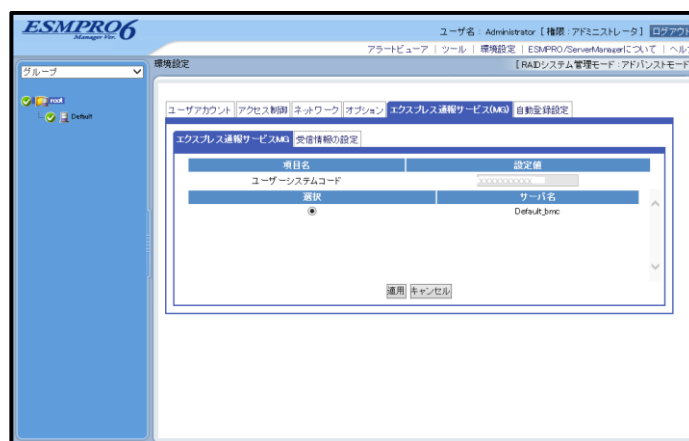 ESMPRO6
Manager Ver.
ユーザ名 : Administrator [ 権限 : アドミニストレータ ] ログアウト
アラートビューア | ツール | 環境設定 | ESMPRO/ServerManagerについて | ヘル
グループ
環境設定
[ RAIDシステム管理モード : アドバンストモード
root
Default
ユーザアカウント アクセス制御 ネットワーク オプション エクスプレス通報サービス(MG) 自動登録設定
エクスプレス通報サービスMG 受信情報の設定
項目名 設定値
ユーザーシステムコード xxxxxxxxxx
選択 サーバ名
Default_bmc
適用 キャンセル